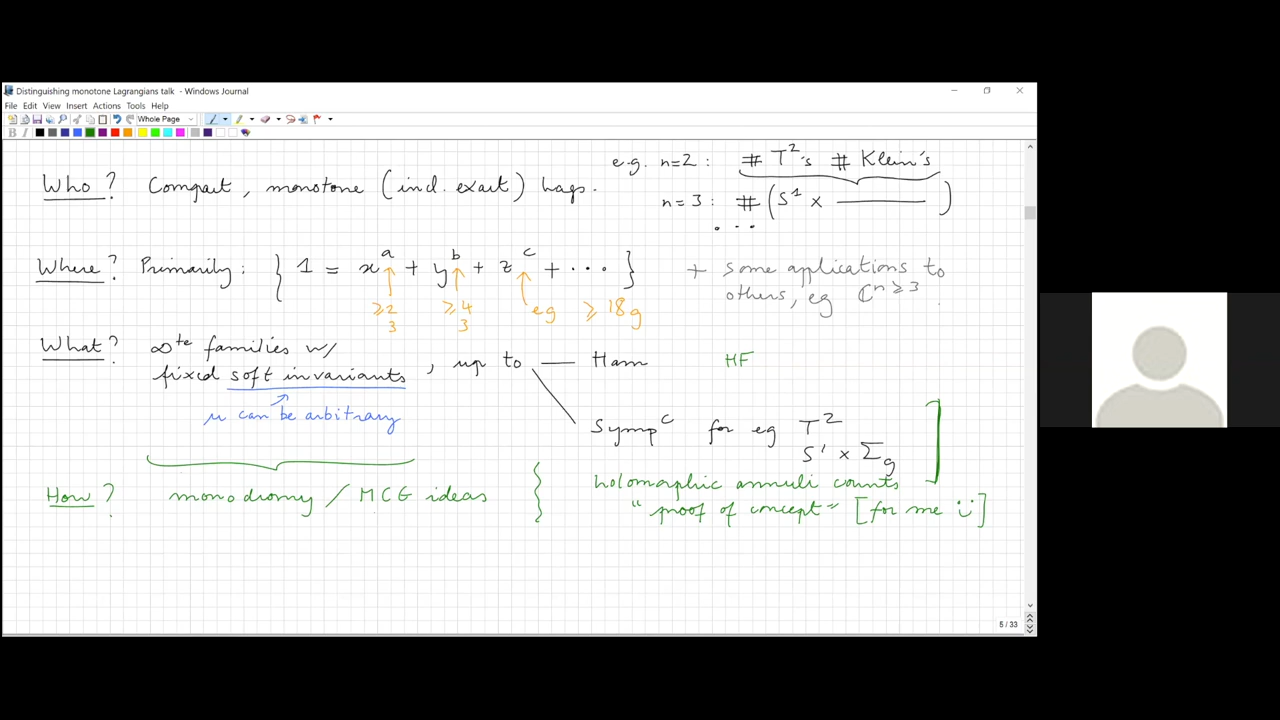 Distinguishing monotone Lagrangians talk - Windows Journal
File Edit View Insert Actions Tools Help
Whole Page
B I
e.g. n=2 : # T²'s # Klein's
Who? Compact, monotone (incl. exact) Lags.
n=3 : # (S¹ × ———)
...
Where? Primarily: { 1 = x^a + y^b + z^c + ... } + some applications to
others, eg ℂ^{n≥3}
≥2 ≥4 eg ≥18g
3 3
What? ∞^te families w/
fixed soft invariants, up to — Ham HF
μ can be arbitrary
Symp^c for eg T²
S¹ × Σ_g
How? monodromy / MCG ideas { holomorphic annuli counts
"proof of concept" [for me ü]
5 / 33